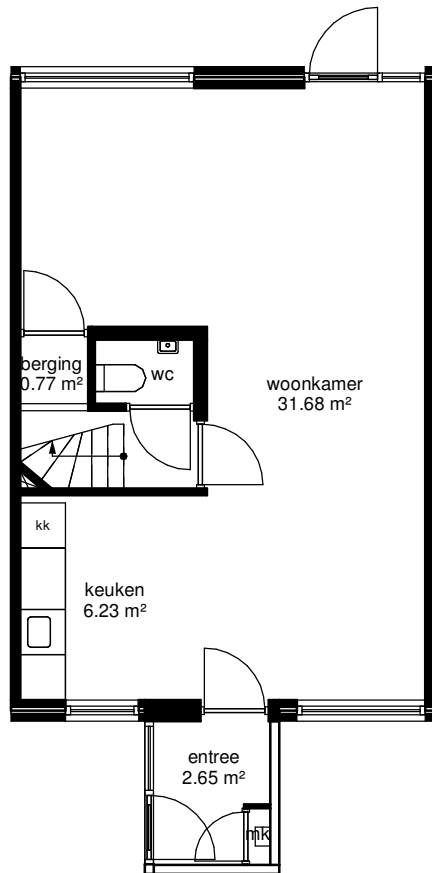 berging
0.77 m²
wc
woonkamer
31.68 m²
kk
keuken
6.23 m²
entree
2.65 m²
mk